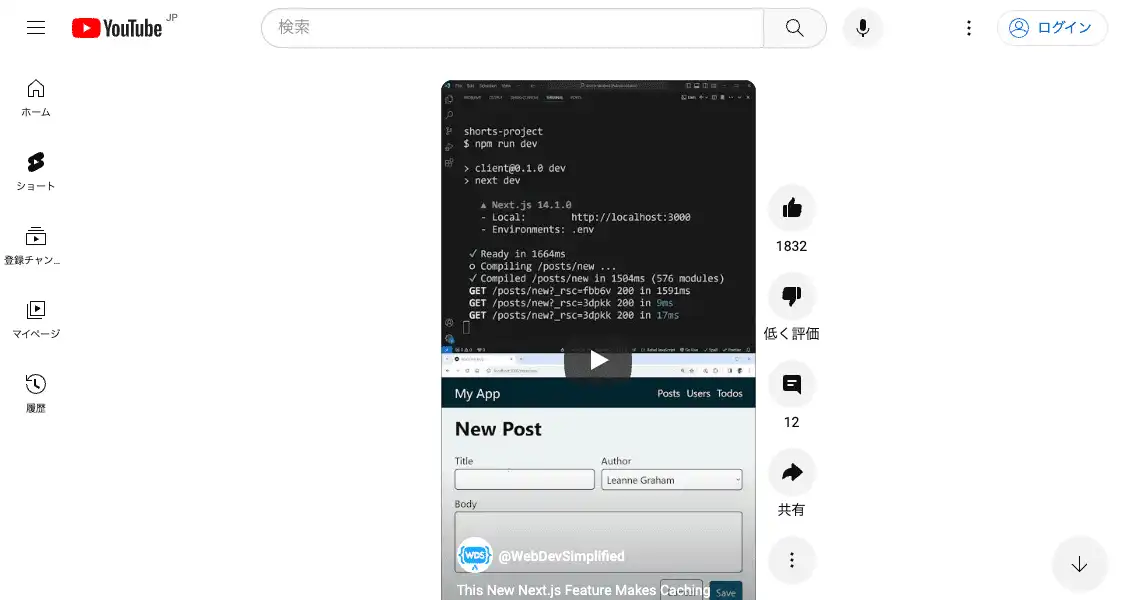 YouTube JP
検索
ログイン
ホーム
ショート
登録チャン...
マイページ
履歴
shorts-project
$ npm run dev
> client@0.1.0 dev
> next dev
▲ Next.js 14.1.0
- Local: http://localhost:3000
- Environments: .env
✓ Ready in 1664ms
○ Compiling /posts/new ...
✓ Compiled /posts/new in 1504ms (576 modules)
GET /posts/new?_rsc=fbb6v 200 in 1591ms
GET /posts/new?_rsc=3dpkk 200 in 9ms
GET /posts/new?_rsc=3dpkk 200 in 17ms
My App
Posts Users Todos
New Post
Title
Author
Leanne Graham
Body
WDS
@WebDevSimplified
This New Next.js Feature Makes Caching
Save
1832
低く評価
12
共有